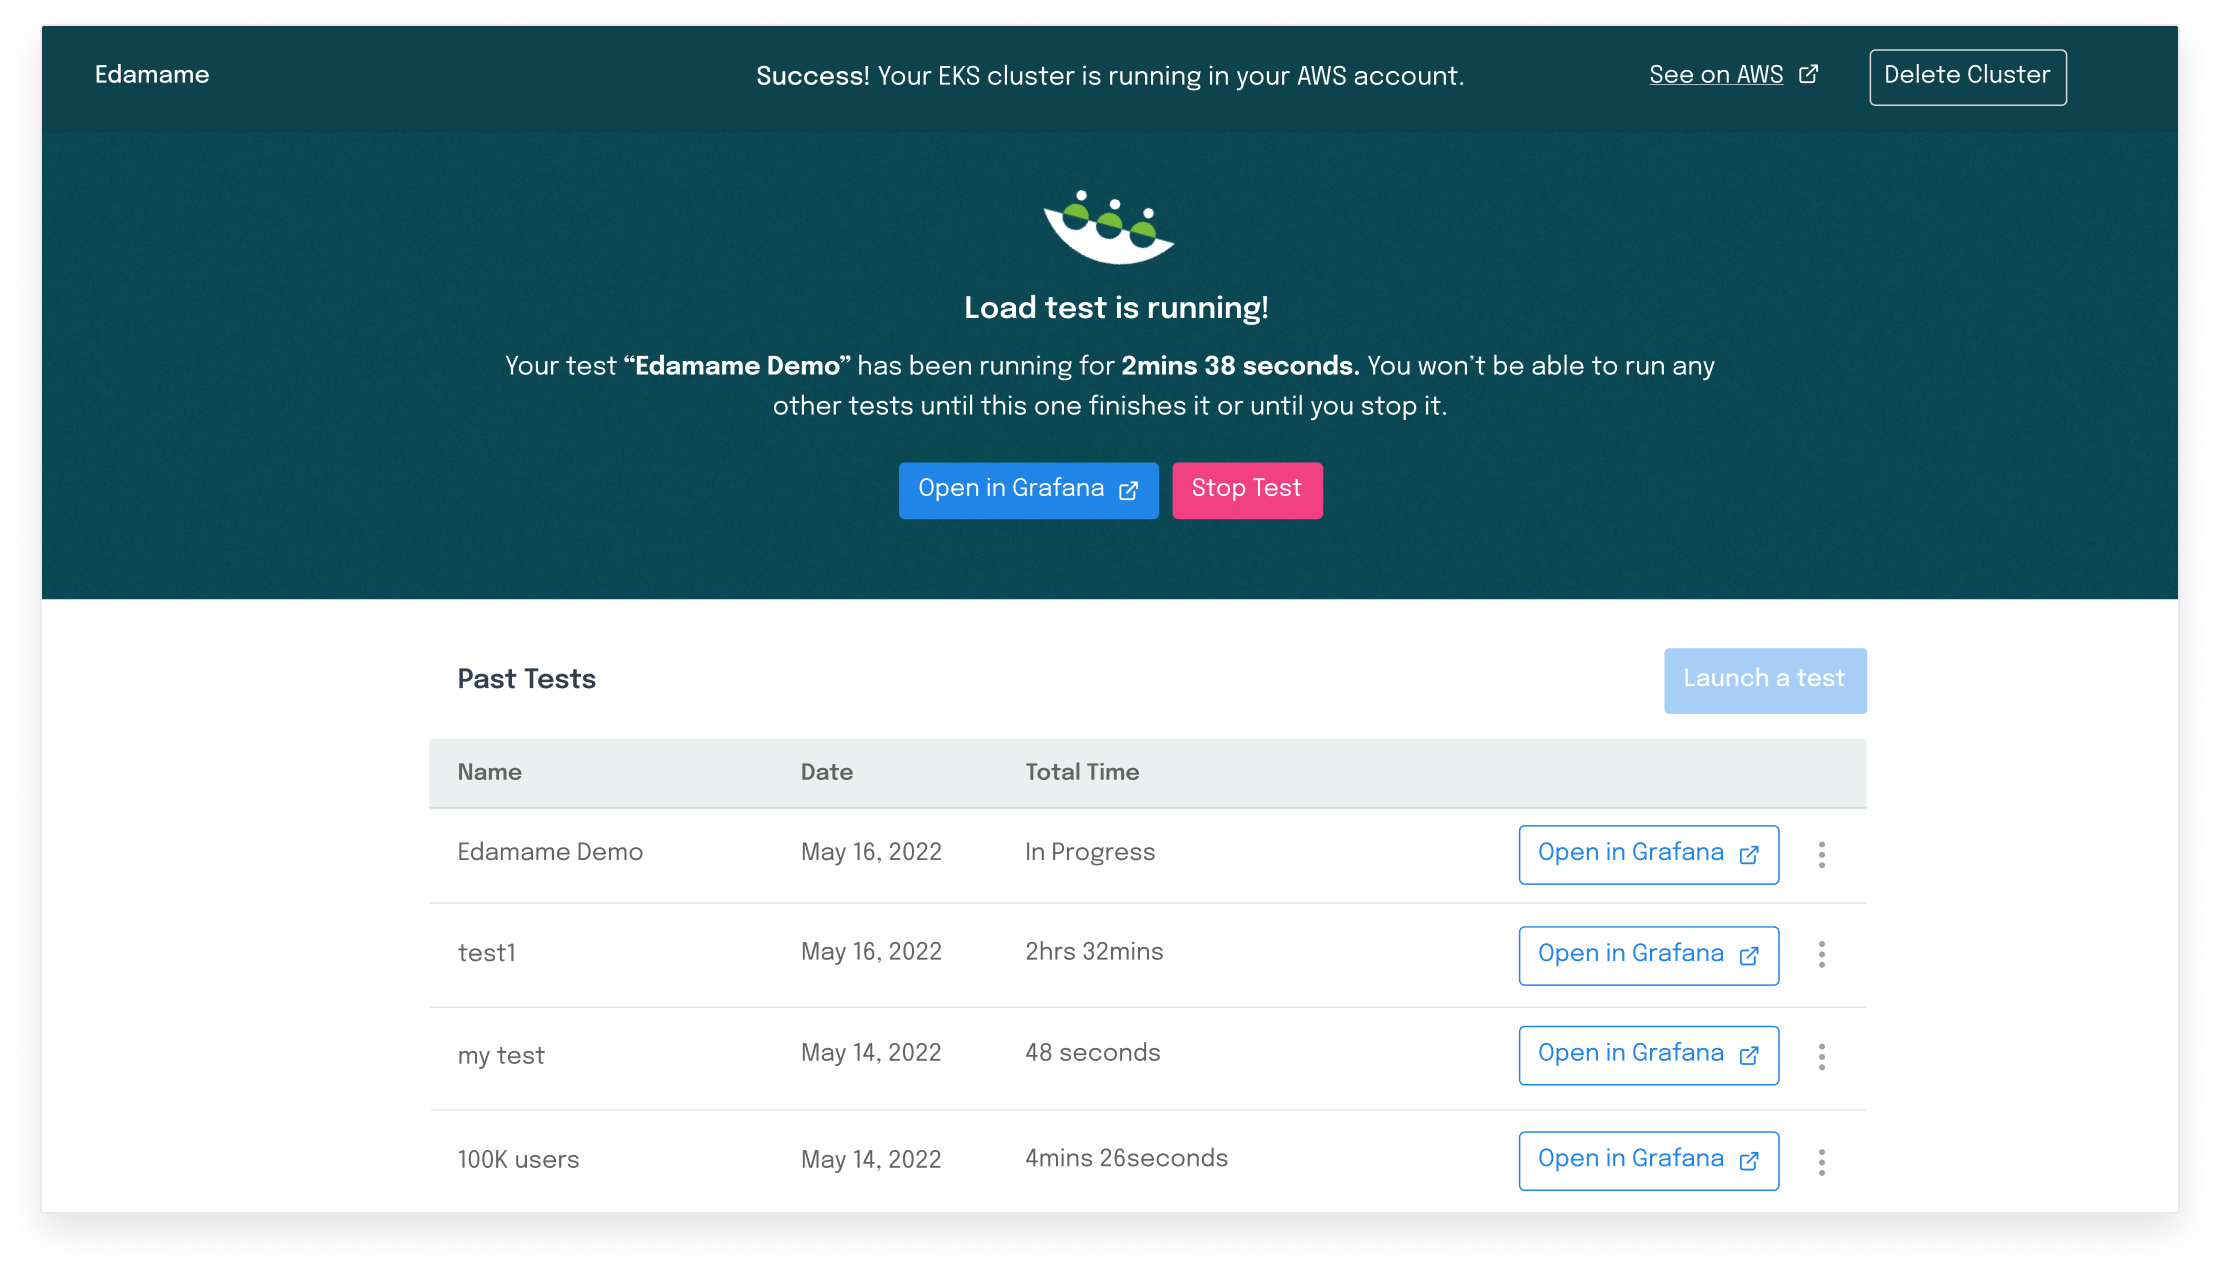 Edamame
Success! Your EKS cluster is running in your AWS account.
See on AWS
Delete Cluster
Load test is running!
Your test “Edamame Demo” has been running for 2mins 38 seconds. You won’t be able to run any
other tests until this one finishes it or until you stop it.
Open in Grafana
Stop Test
Past Tests
Launch a test
Name Date Total Time
Edamame Demo May 16, 2022 In Progress Open in Grafana
test1 May 16, 2022 2hrs 32mins Open in Grafana
my test May 14, 2022 48 seconds Open in Grafana
100K users May 14, 2022 4mins 26seconds Open in Grafana